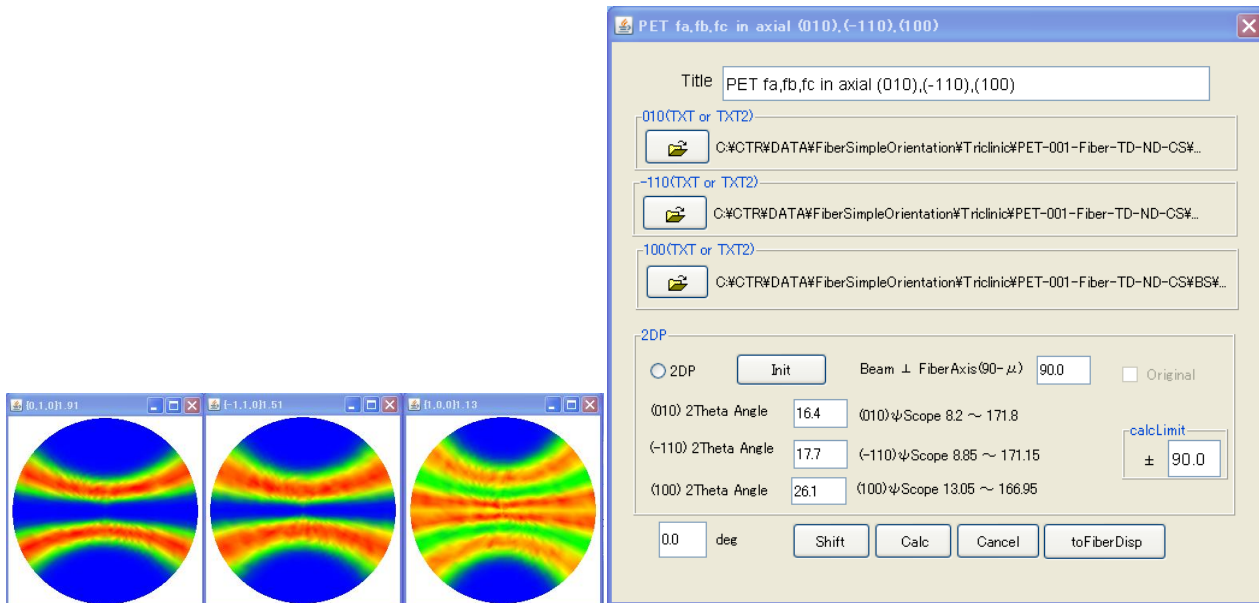 {0,1,0}1.91
{-1,1,0}1.51
{1,0,0}1.13
PET fa,fb,fc in axial (010),(-110),(100)
Title PET fa,fb,fc in axial (010),(-110),(100)
010(TXT or TXT2)
C:¥CTR¥DATA¥FiberSimpleOrientation¥Triclinic¥PET-001-Fiber-TD-ND-CS¥...
-110(TXT or TXT2)
C:¥CTR¥DATA¥FiberSimpleOrientation¥Triclinic¥PET-001-Fiber-TD-ND-CS¥...
100(TXT or TXT2)
C:¥CTR¥DATA¥FiberSimpleOrientation¥Triclinic¥PET-001-Fiber-TD-ND-CS¥BS¥...
2DP
2DP Init Beam ⊥ FiberAxis(90-μ) 90.0 Original
(010) 2Theta Angle 16.4 (010)ψScope 8.2 ～ 171.8
calcLimit
(-110) 2Theta Angle 17.7 (-110)ψScope 8.85 ～ 171.15
± 90.0
(100) 2Theta Angle 26.1 (100)ψScope 13.05 ～ 166.95
0.0 deg Shift Calc Cancel toFiberDisp